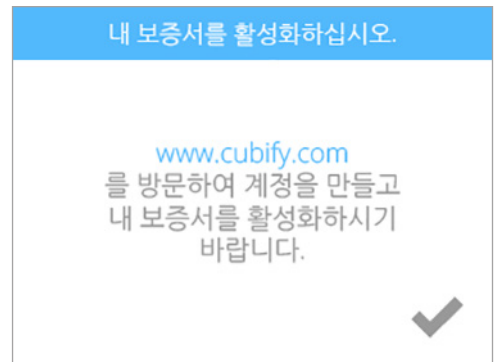 내 보증서를 활성화하십시오.
www.cubify.com
를 방문하여 계정을 만들고
내 보증서를 활성화하시기
바랍니다.